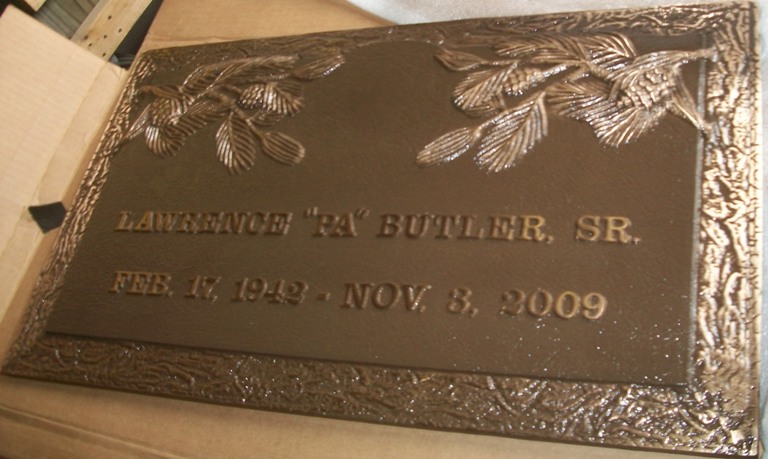 LAWRENCE "PA" BUTLER, SR.
FEB. 17, 1942 - NOV. 3, 2009